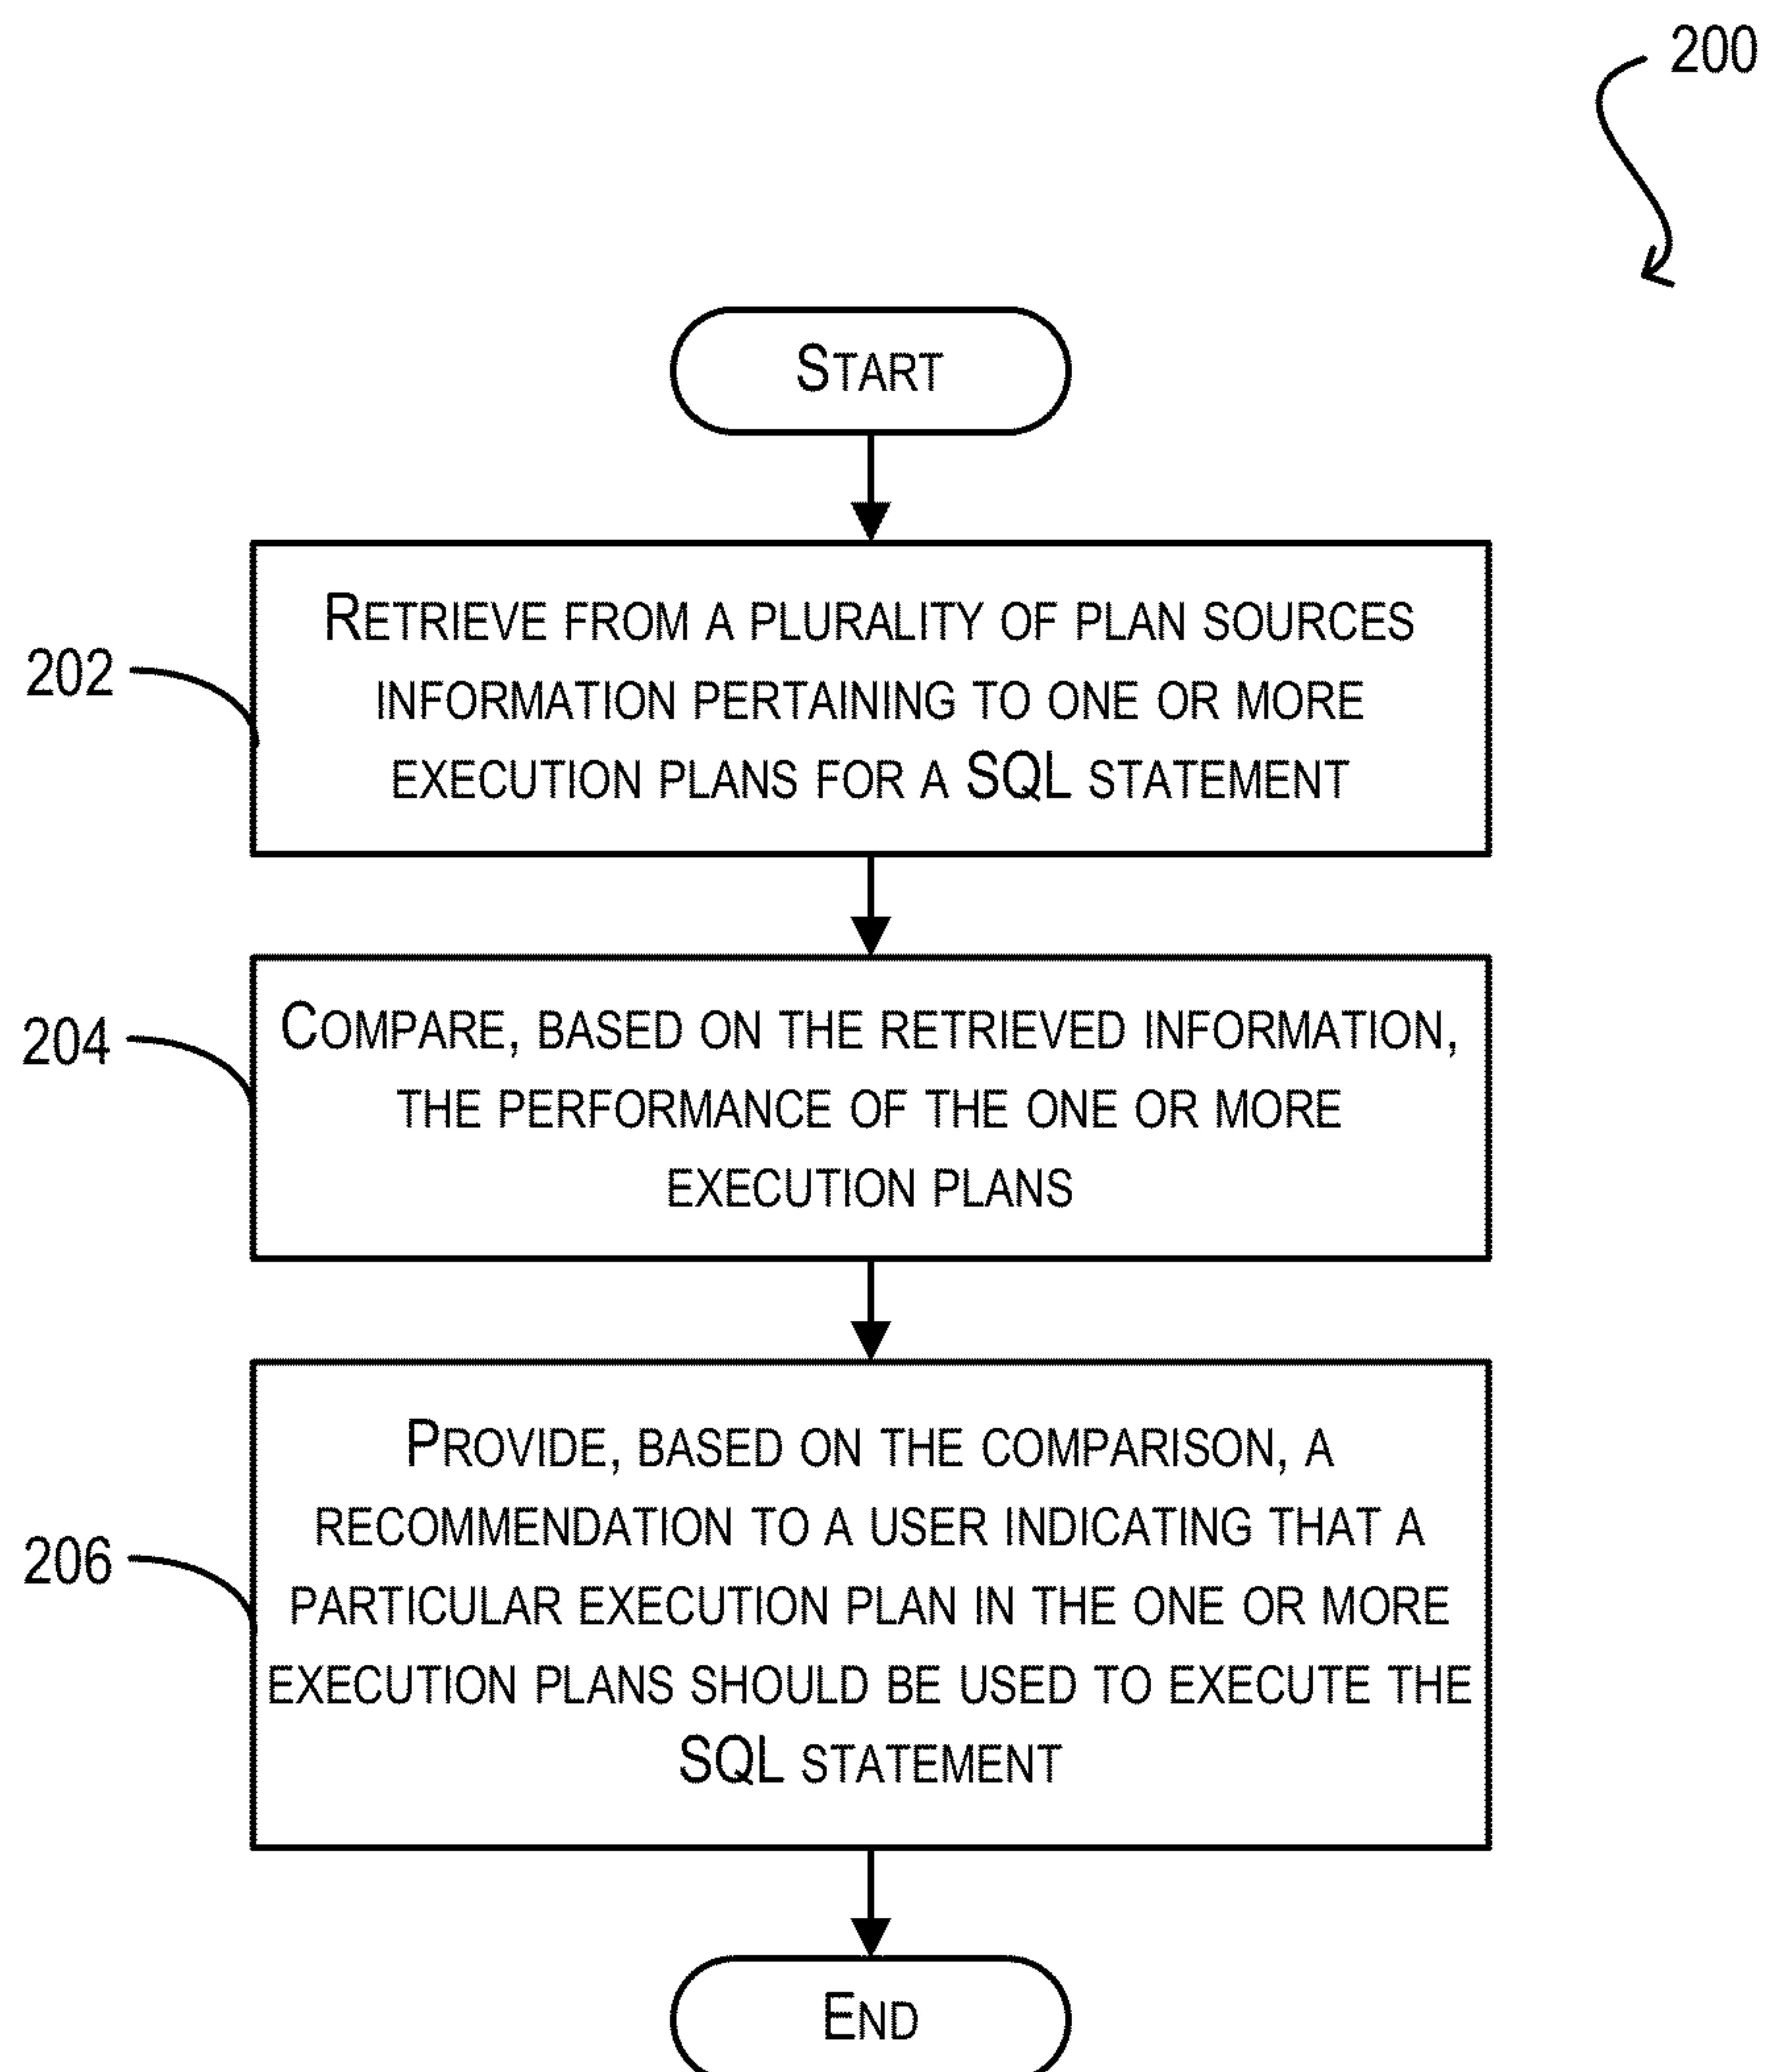 200
START
202
RETRIEVE FROM A PLURALITY OF PLAN SOURCES
INFORMATION PERTAINING TO ONE OR MORE
EXECUTION PLANS FOR A SQL STATEMENT
204
COMPARE, BASED ON THE RETRIEVED INFORMATION,
THE PERFORMANCE OF THE ONE OR MORE
EXECUTION PLANS
206
PROVIDE, BASED ON THE COMPARISON, A
RECOMMENDATION TO A USER INDICATING THAT A
PARTICULAR EXECUTION PLAN IN THE ONE OR MORE
EXECUTION PLANS SHOULD BE USED TO EXECUTE THE
SQL STATEMENT
END